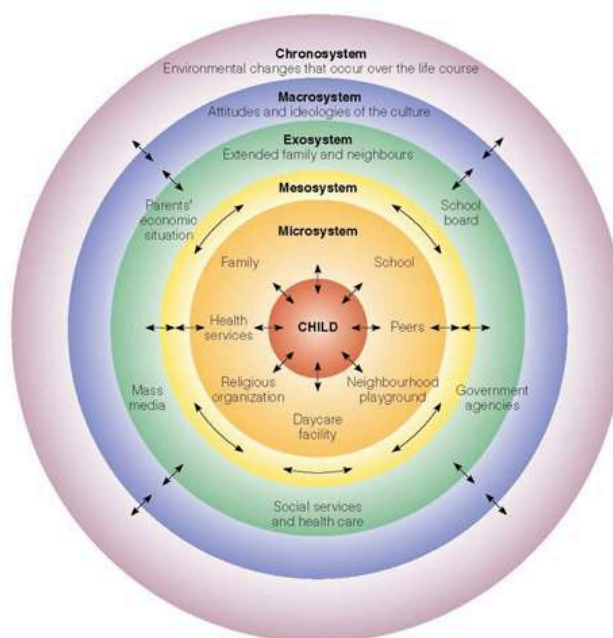 Chronosystem
Environmental changes that occur over the life course
Macrosystem
Attitudes and ideologies of the culture
Exosystem
Extended family and neighbours
Mesosystem
Parents'
economic
situation
School
board
Microsystem
Family
School
Health
services
CHILD
Peers
Religious
organization
Neighbourhood
playground
Mass
media
Government
agencies
Daycare
facility
Social services
and health care